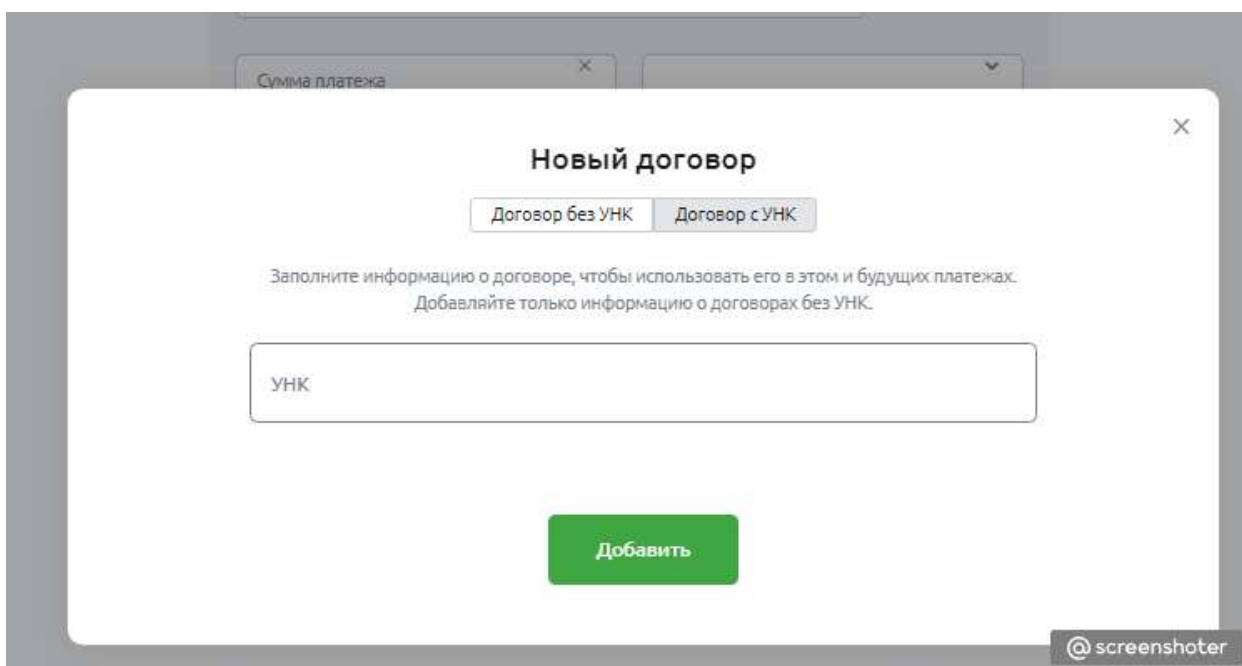 Сумма платежа
Новый договор
Договор без УНК Договор с УНК
Заполните информацию о договоре, чтобы использовать его в этом и будущих платежах.
Добавляйте только информацию о договорах без УНК.
УНК
Добавить
@screenshoter